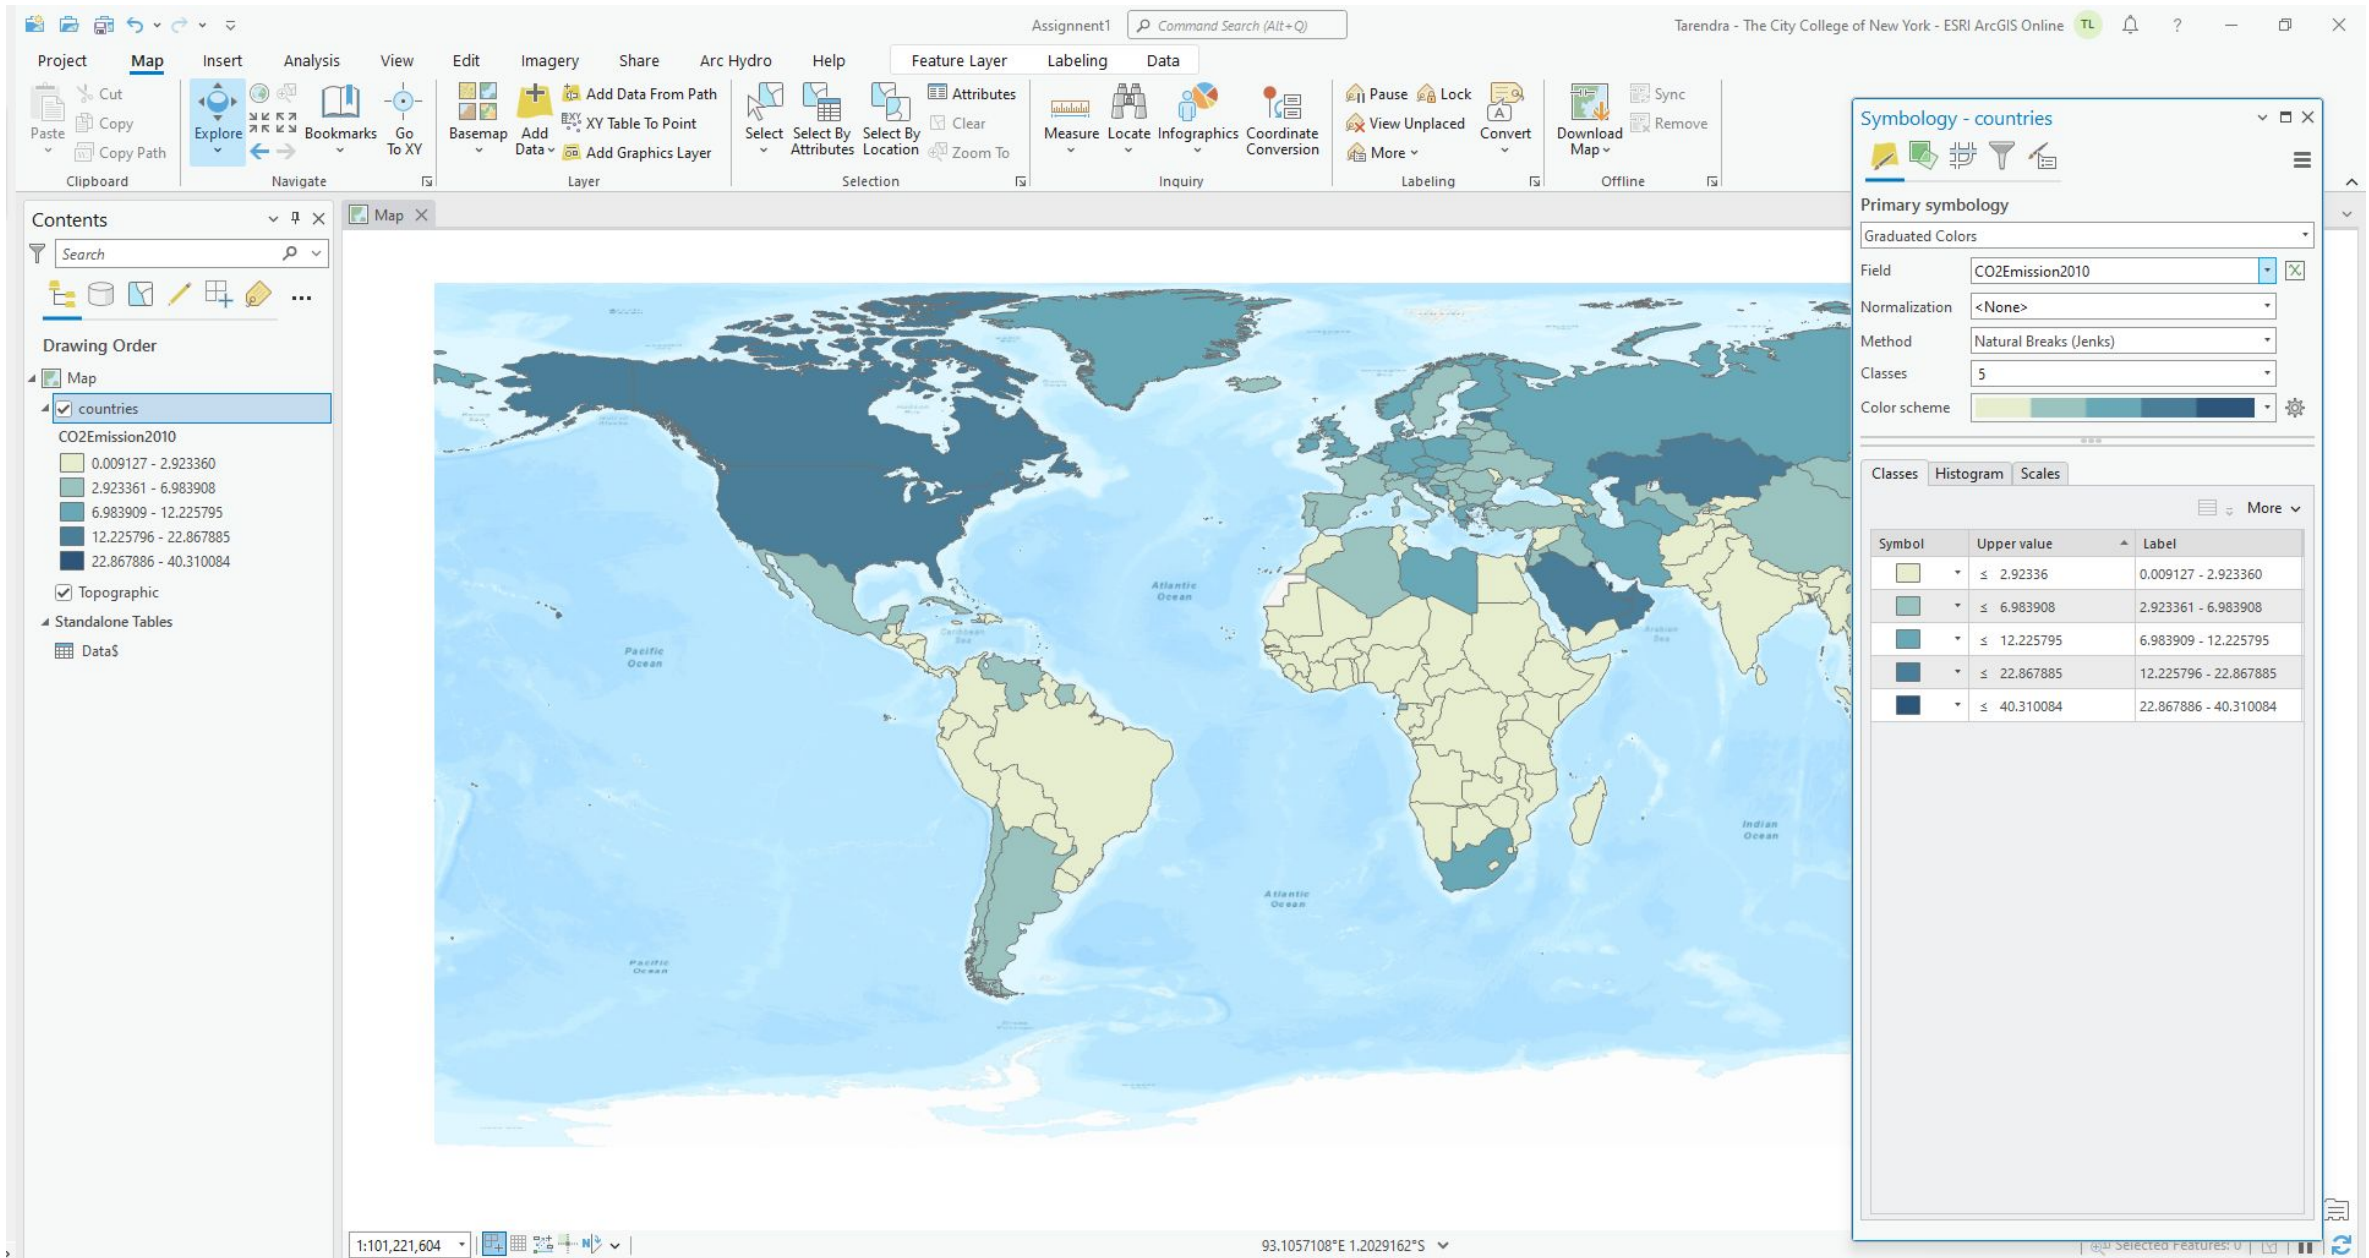 Assignment1
Command Search (Alt+Q)
Tarendra - The City College of New York - ESRI ArcGIS Online
TL
?
Project Map Insert Analysis View Edit Imagery Share Arc Hydro Help Feature Layer Labeling Data
Paste
Cut
Copy
Copy Path
Clipboard
Explore
Bookmarks
Go To XY
Navigate
Basemap
Add Data
Add Data From Path
XY Table To Point
Add Graphics Layer
Layer
Select
Select By Attributes
Select By Location
Attributes
Clear
Zoom To
Selection
Measure
Locate
Infographics
Coordinate Conversion
Inquiry
Pause
Lock
View Unplaced
More
Convert
Labeling
Download Map
Sync
Remove
Offline
Contents
Search
Drawing Order
Map
countries
CO2Emission2010
0.009127 - 2.923360
2.923361 - 6.983908
6.983909 - 12.225795
12.225796 - 22.867885
22.867886 - 40.310084
Topographic
Standalone Tables
Data$
Map
Atlantic
Ocean
Caribbean
Sea
Arabian
Sea
Pacific
Ocean
Indian
Ocean
Atlantic
Ocean
Pacific
Ocean
Symbology - countries
Primary symbology
Graduated Colors
Field CO2Emission2010
Normalization <None>
Method Natural Breaks (Jenks)
Classes 5
Color scheme
Classes Histogram Scales
More
Symbol Upper value Label
≤ 2.92336 0.009127 - 2.923360
≤ 6.983908 2.923361 - 6.983908
≤ 12.225795 6.983909 - 12.225795
≤ 22.867885 12.225796 - 22.867885
≤ 40.310084 22.867886 - 40.310084
1:101,221,604
93.1057108°E 1.2029162°S
Selected Features: 0